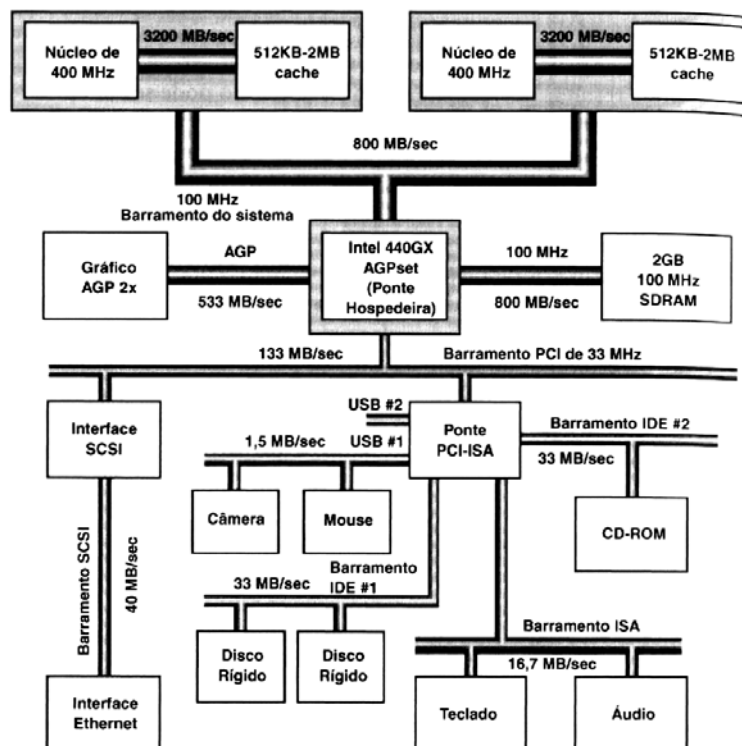 3200 MB/sec
Núcleo de
400 MHz
512KB-2MB
cache
3200 MB/sec
Núcleo de
400 MHz
512KB-2MB
cache
800 MB/sec
100 MHz
Barramento do sistema
Gráfico
AGP 2x
AGP
533 MB/sec
Intel 440GX
AGPset
(Ponte
Hospedeira)
100 MHz
800 MB/sec
2GB
100 MHz
SDRAM
133 MB/sec
Barramento PCI de 33 MHz
Interface
SCSI
USB #2
1,5 MB/sec
USB #1
Ponte
PCI-ISA
Barramento IDE #2
33 MB/sec
Câmera
Mouse
CD-ROM
Barramento SCSI
40 MB/sec
Barramento
IDE #1
33 MB/sec
Disco
Rígido
Disco
Rígido
Barramento ISA
16,7 MB/sec
Interface
Ethernet
Teclado
Áudio